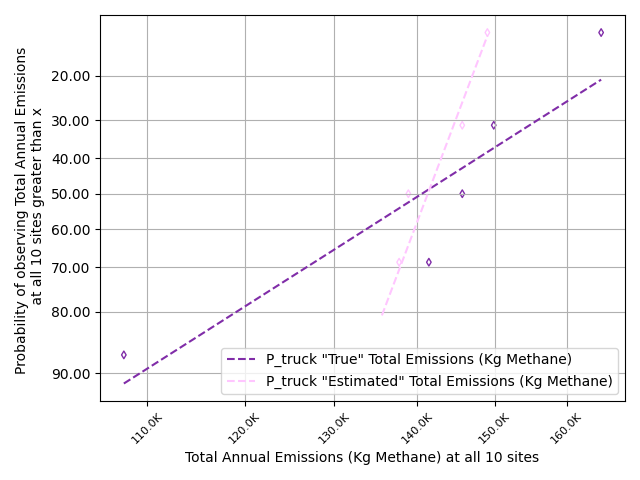 Probability of observing Total Annual Emissions
at all 10 sites greater than x
20.00
30.00
40.00
50.00
60.00
70.00
80.00
90.00
P_truck "True" Total Emissions (Kg Methane)
P_truck "Estimated" Total Emissions (Kg Methane)
110.0K
120.0K
130.0K
140.0K
150.0K
160.0K
Total Annual Emissions (Kg Methane) at all 10 sites